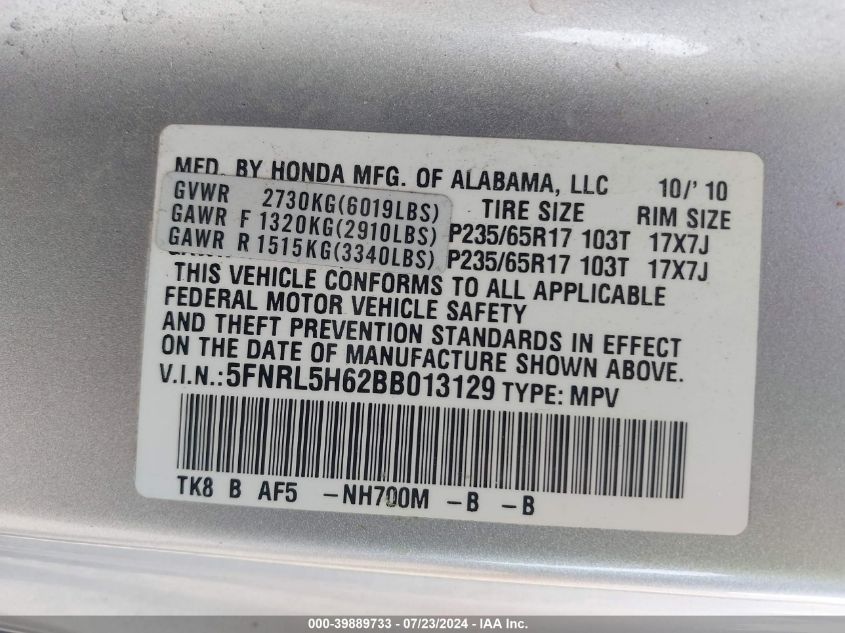 MFD. BY HONDA MFG. OF ALABAMA, LLC 10/'10
GVWR 2730KG(6019LBS) TIRE SIZE RIM SIZE
GAWR F 1320KG(2910LBS) P235/65R17 103T 17X7J
GAWR R 1515KG(3340LBS) P235/65R17 103T 17X7J
THIS VEHICLE CONFORMS TO ALL APPLICABLE
FEDERAL MOTOR VEHICLE SAFETY
AND THEFT PREVENTION STANDARDS IN EFFECT
ON THE DATE OF MANUFACTURE SHOWN ABOVE.
V.I.N.:5FNRL5H62BB013129 TYPE: MPV
TK8 B AF5 -NH700M -B -B
000-39889733 - 07/23/2024 - IAA Inc.